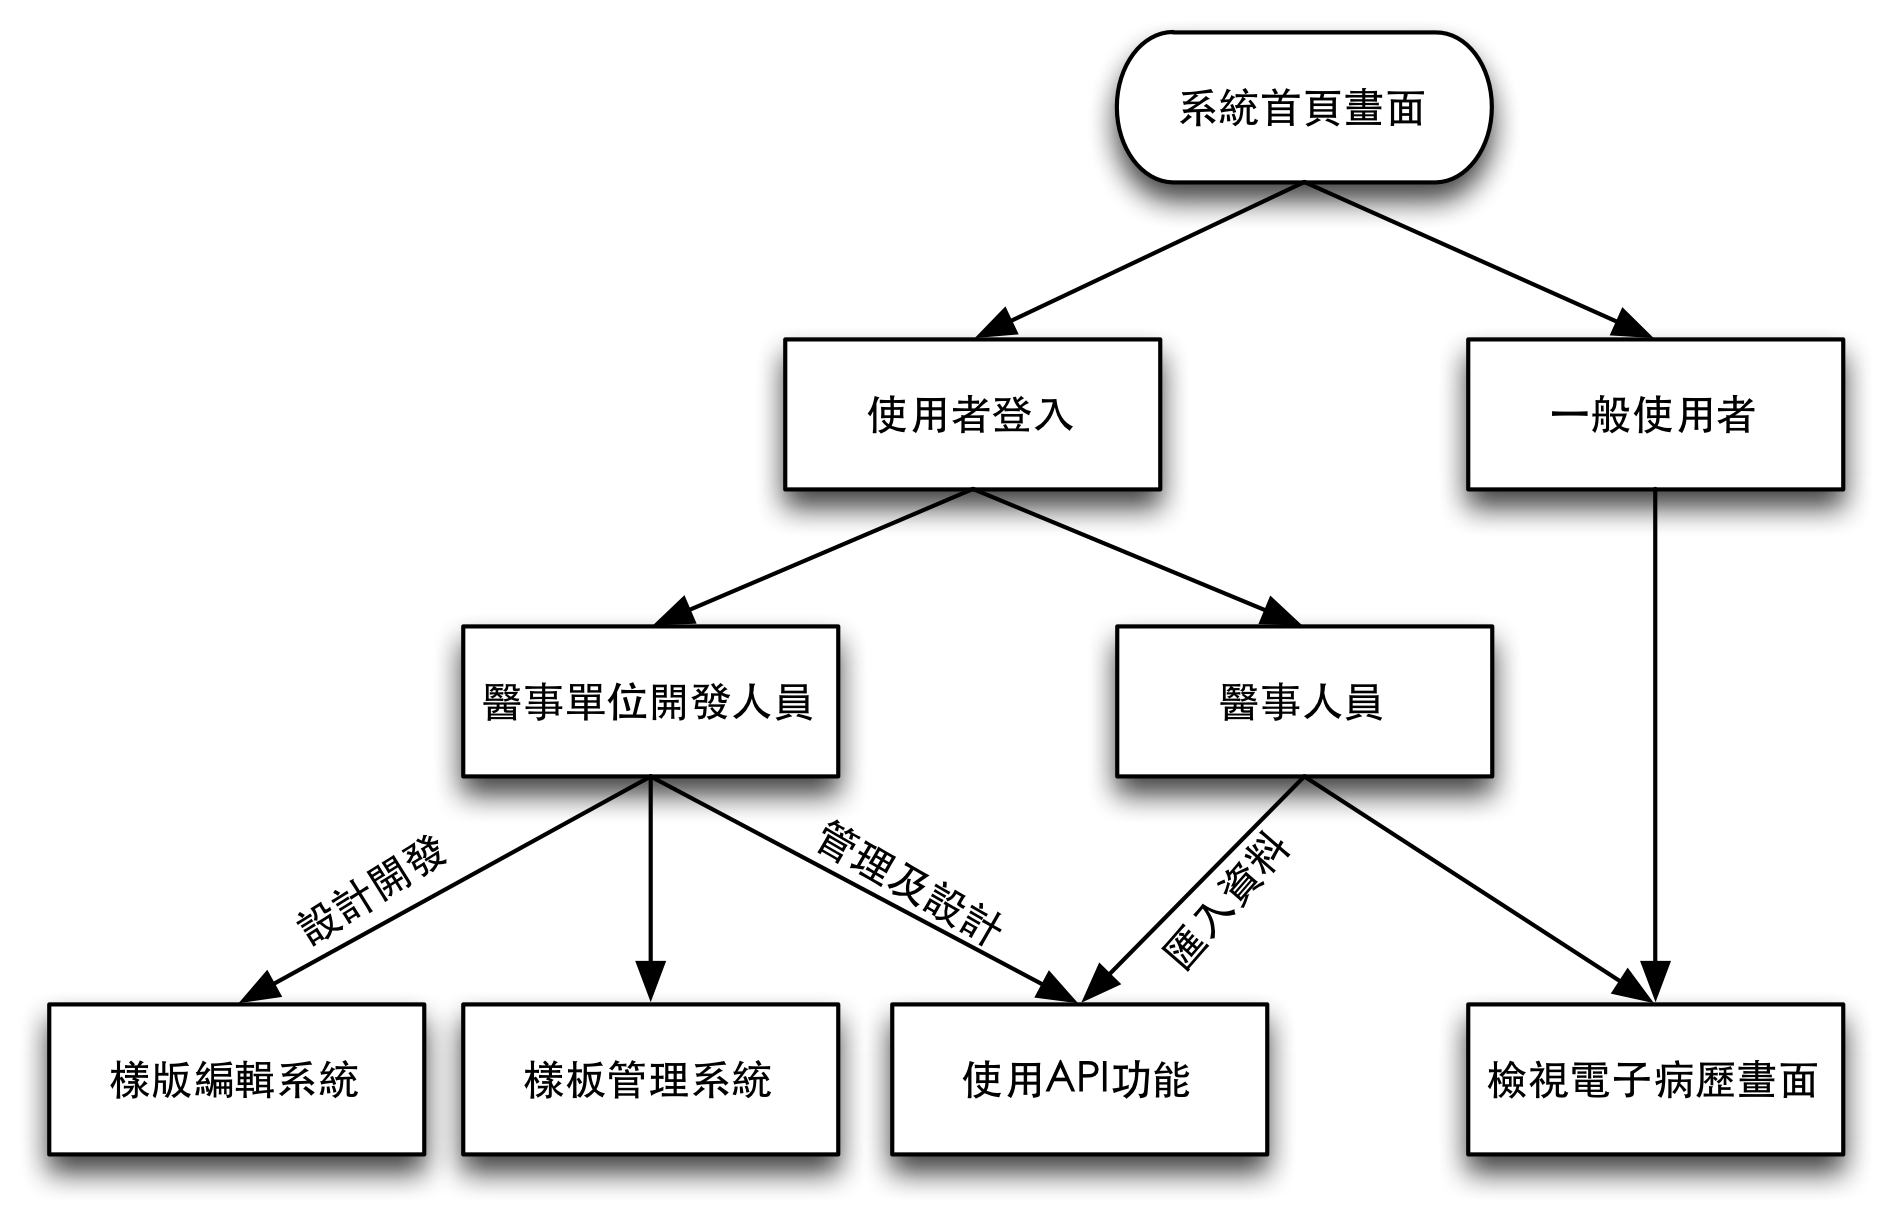 系統首頁畫面
使用者登入
一般使用者
醫事單位開發人員
醫事人員
設計開發
管理及設計
匯入資料
樣版編輯系統
樣板管理系統
使用API功能
檢視電子病歷畫面